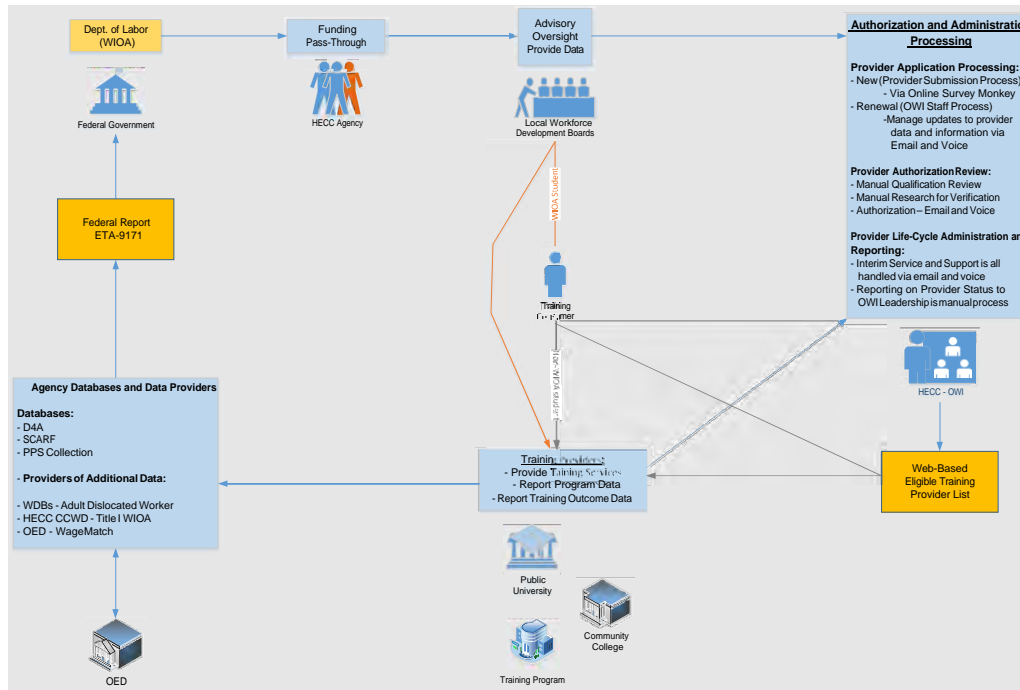 Dept. of Labor
(WIOA)
Federal Government
Funding
Pass-Through
HECC Agency
Advisory
Oversight
Provide Data
Local Workforce
Development Boards
Authorization and Administratio
Processing
Provider Application Processing:
- New (Provider Submission Process)
- Via Online Survey Monkey
- Renewal (OWI Staff Process)
-Manage updates to provider
data and information via
Email and Voice
Provider Authorization Review:
- Manual Qualification Review
- Manual Research for Verification
- Authorization – Email and Voice
Provider Life-Cycle Administration an
Reporting:
- Interim Service and Support is all
handled via email and voice
- Reporting on Provider Status to
OWI Leadership is manual process
HECC - OWI
Web-Based
Eligible Training
Provider List
WIOA Student
Training
WIOA student
Federal Report
ETA-9171
Agency Databases and Data Providers
Databases:
- D4A
- SCARF
- PPS Collection
- Providers of Additional Data:
- WDBs - Adult Dislocated Worker
- HECC CCWD - Title I WIOA
- OED - WageMatch
OED
Training Providers:
- Provide Training Services
- Report Program Data
- Report Training Outcome Data
Public
University
Community
College
Training Program